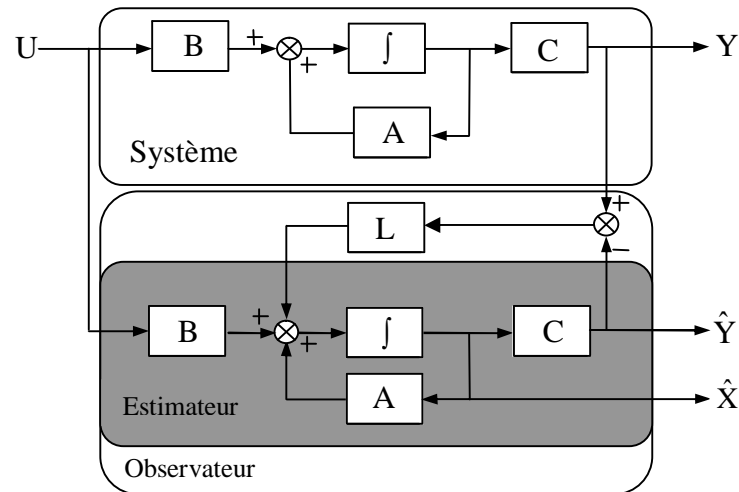 U
B
+
+
∫
C
Y
A
Système
L
+
−
B
+
+
∫
C
Ŷ
Estimateur
A
X̂
Observateur